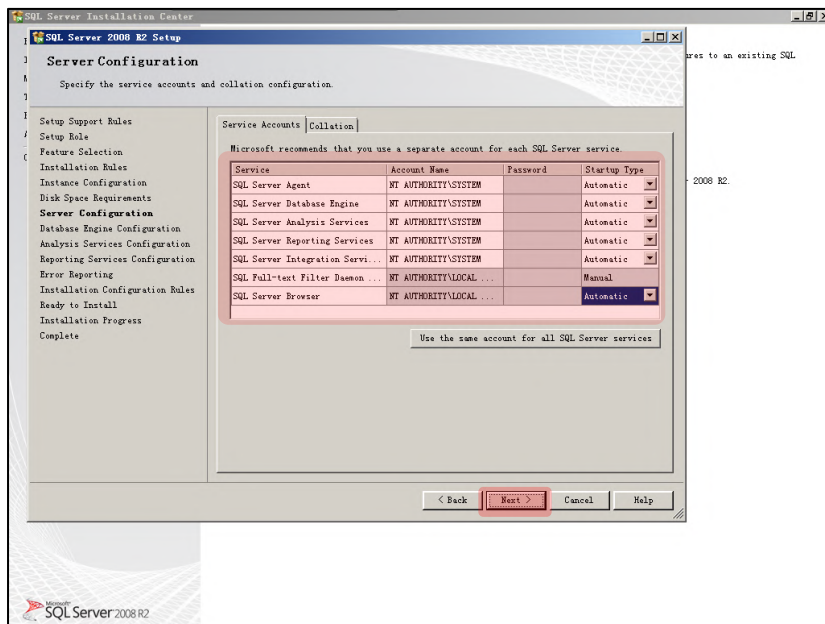 SQL Server Installation Center
SQL Server 2008 R2 Setup
Server Configuration
Specify the service accounts and collation configuration.
ures to an existing SQL
r 2008 R2.
Setup Support Rules
Setup Role
Feature Selection
Installation Rules
Instance Configuration
Disk Space Requirements
Server Configuration
Database Engine Configuration
Analysis Services Configuration
Reporting Services Configuration
Error Reporting
Installation Configuration Rules
Ready to Install
Installation Progress
Complete
Service Accounts Collation
Microsoft recommends that you use a separate account for each SQL Server service.
Service Account Name Password Startup Type
SQL Server Agent NT AUTHORITY\SYSTEM Automatic
SQL Server Database Engine NT AUTHORITY\SYSTEM Automatic
SQL Server Analysis Services NT AUTHORITY\SYSTEM Automatic
SQL Server Reporting Services NT AUTHORITY\SYSTEM Automatic
SQL Server Integration Servi... NT AUTHORITY\SYSTEM Automatic
SQL Full-text Filter Daemon ... NT AUTHORITY\LOCAL ... Manual
SQL Server Browser NT AUTHORITY\LOCAL ... Automatic
Use the same account for all SQL Server services
< Back Next > Cancel Help
Microsoft
SQL Server 2008 R2